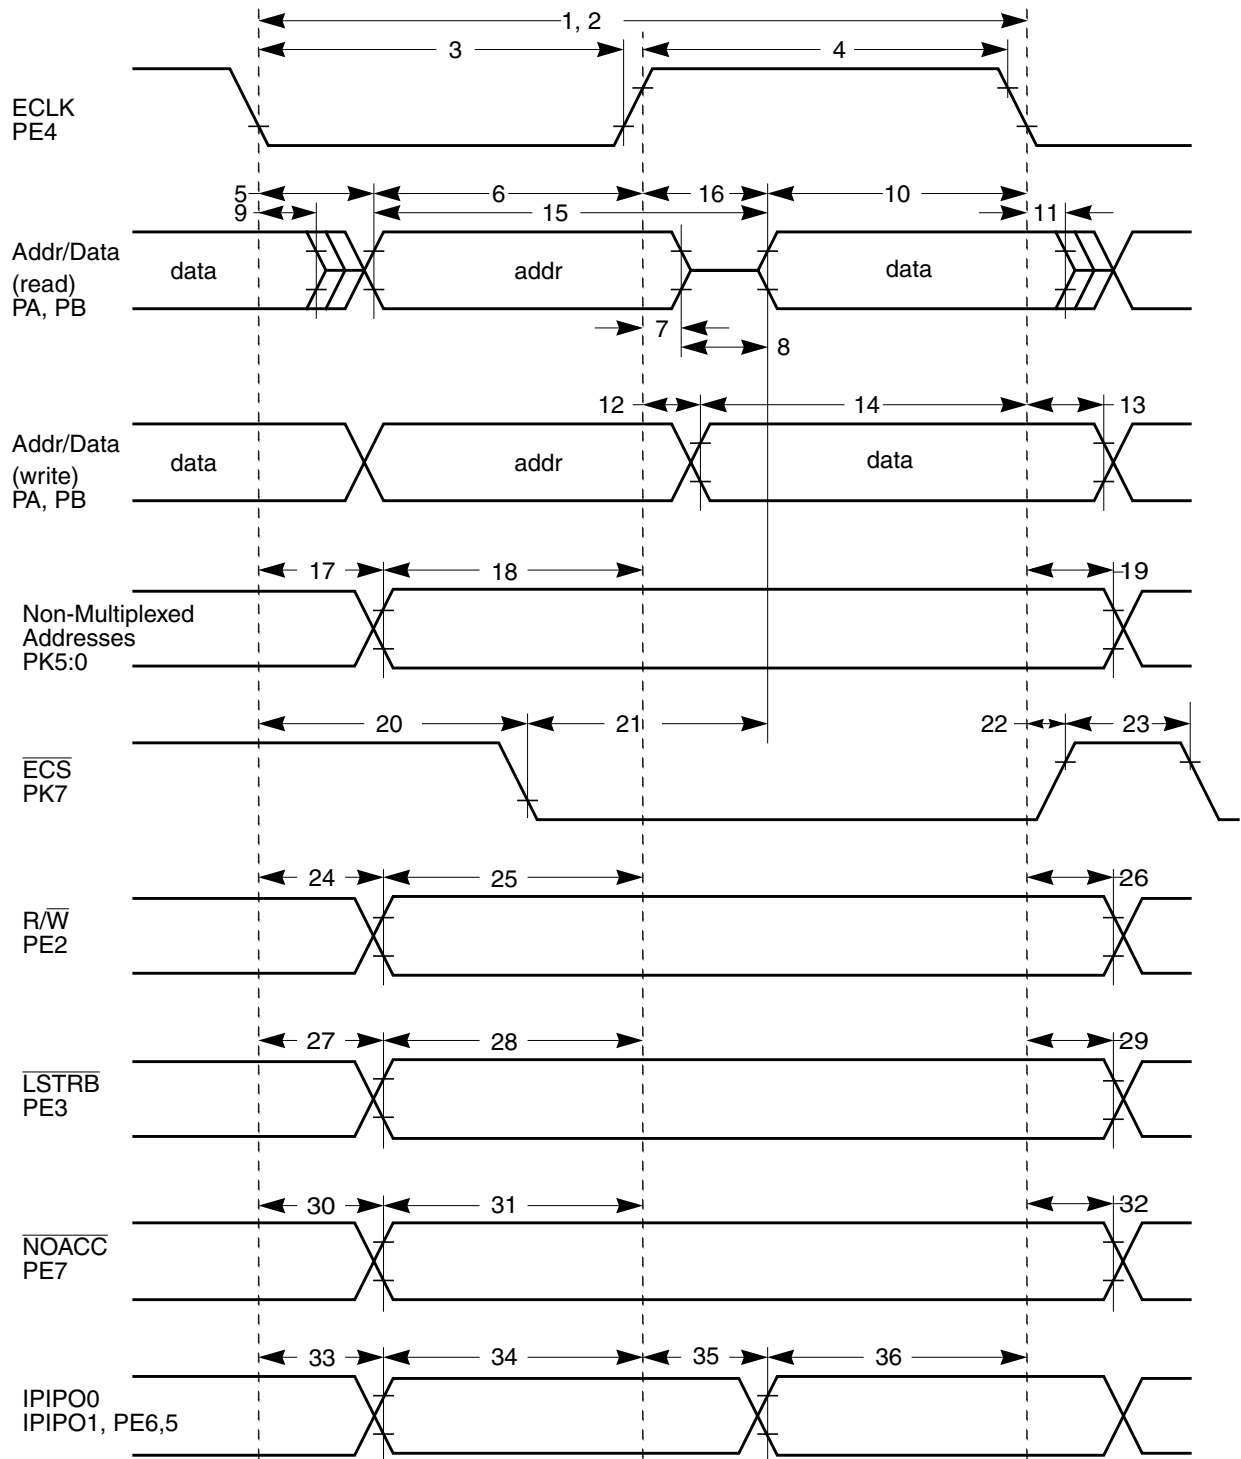 1, 2
3
4
ECLK
PE4
5
6
16
10
9
15
11
Addr/Data
(read)
PA, PB
data
addr
data
7
8
12
14
13
Addr/Data
(write)
PA, PB
data
addr
data
17
18
19
Non-Multiplexed
Addresses
PK5:0
20
21
22
23
E̅C̅S̅
PK7
24
25
26
R/W̅
PE2
27
28
29
L̅S̅T̅R̅B̅
PE3
30
31
32
N̅O̅A̅C̅C̅
PE7
33
34
35
36
IPIPO0
IPIPO1, PE6,5